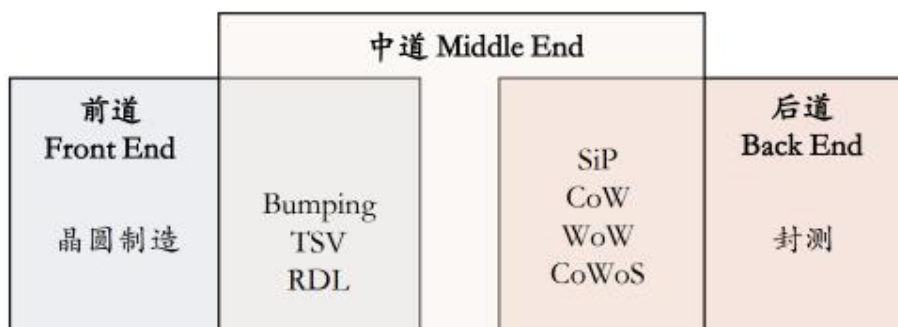 中道 Middle End
前道
Front End
晶圆制造
Bumping
TSV
RDL
SiP
CoW
WoW
CoWoS
后道
Back End
封测